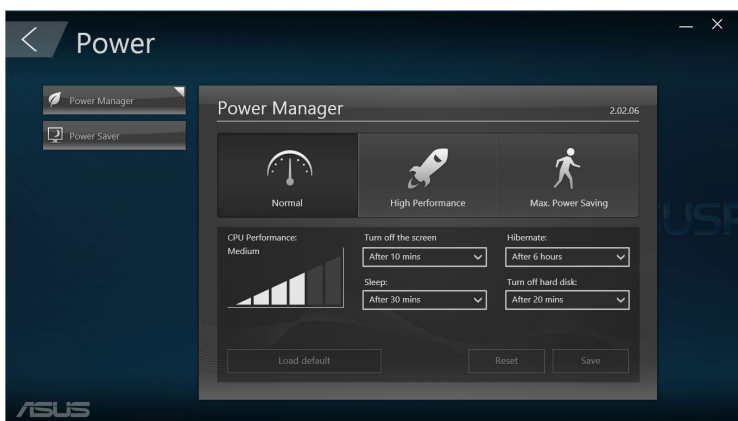 Power
Power Manager
Power Saver
Power Manager
2.02.06
Normal
High Performance
Max. Power Saving
CPU Performance:
Medium
Turn off the screen
After 10 mins
Hibernate:
After 6 hours
Sleep:
After 30 mins
Turn off hard disk:
After 20 mins
Load default
Reset
Save
ASUS